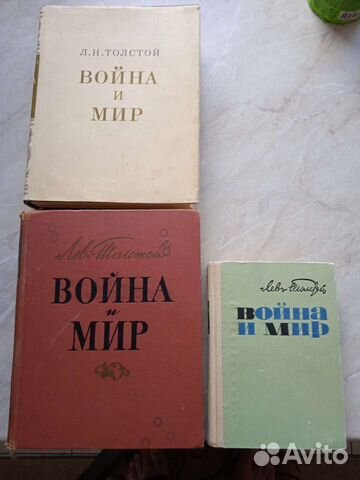 Л.Н.ТОЛСТОЙ
ВОЙНА
И
МИР
Лев Толстой
ВОЙНА
и
МИР
Лев Толстой
ВОЙНА
И МИР
Avito